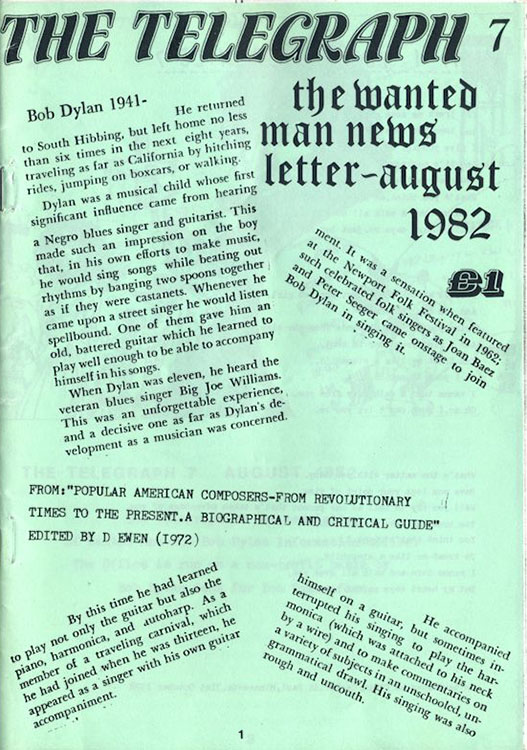 THE TELEGRAPH 7
the wanted
man news
letter-august
1982
£1
Bob Dylan 1941-
He returned
to South Hibbing, but left home no less
than six times in the next eight years,
traveling as far as California by hitching
rides, jumping on boxcars, or walking.
Dylan was a musical child whose first
significant influence came from hearing
a Negro blues singer and guitarist. This
made such an impression on the boy
that, in his own efforts to make music,
he would sing songs while beating out
rhythms by banging two spoons together
as if they were castanets. Whenever he
came upon a street singer he would listen
spellbound. One of them gave him an
old, battered guitar which he learned to
play well enough to be able to accompany
himself in his songs.
When Dylan was eleven, he heard the
veteran blues singer Big Joe Williams.
This was an unforgettable experience,
and a decisive one as far as Dylan's de-
velopment as a musician was concerned.
ment. It was a sensation when featured
at the Newport Folk Festival in 1962;
such celebrated folk singers as Joan Baez
and Peter Seeger came onstage to join
Bob Dylan in singing it.
FROM:"POPULAR AMERICAN COMPOSERS-FROM REVOLUTIONARY
TIMES TO THE PRESENT.A BIOGRAPHICAL AND CRITICAL GUIDE"
EDITED BY D EWEN (1972)
By this time he had learned
to play not only the guitar but also the
piano, harmonica, and autoharp. As a
member of a traveling carnival, which
he had joined when he was thirteen, he
appeared as a singer with his own guitar
accompaniment.
He accompanied
himself on a guitar, but sometimes in-
terrupted his singing to play the har-
monica (which was attached to his neck
by a wire) and to make commentaries on
a variety of subjects in an unschooled, un-
grammatical drawl. His singing was also
rough and uncouth.
1